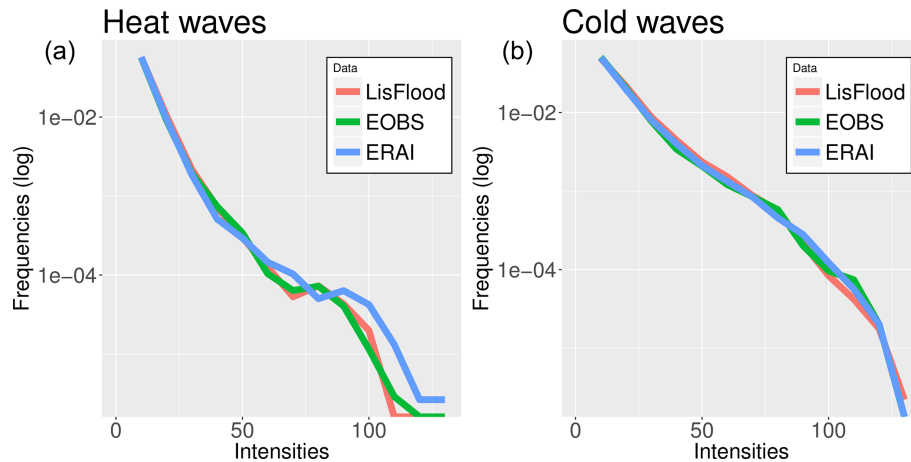 Heat waves
(a)
Data
LisFlood
EOBS
ERAI
1e−02
1e−04
Frequencies (log)
0
50
100
Intensities
Cold waves
(b)
Data
LisFlood
EOBS
ERAI
1e−02
1e−04
Frequencies (log)
0
50
100
Intensities